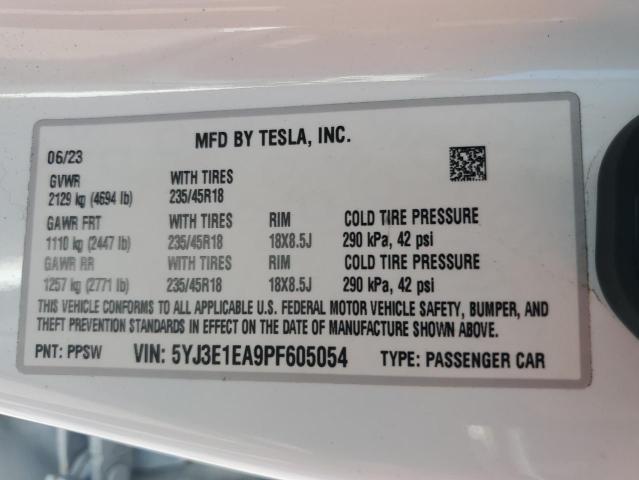 MFD BY TESLA, INC.
06/23
GVWR WITH TIRES
2129 kg (4694 lb) 235/45R18
GAWR FRT WITH TIRES RIM COLD TIRE PRESSURE
1110 kg (2447 lb) 235/45R18 18X8.5J 290 kPa, 42 psi
GAWR RR WITH TIRES RIM COLD TIRE PRESSURE
1257 kg (2771 lb) 235/45R18 18X8.5J 290 kPa, 42 psi
THIS VEHICLE CONFORMS TO ALL APPLICABLE U.S. FEDERAL MOTOR VEHICLE SAFETY, BUMPER, AND
THEFT PREVENTION STANDARDS IN EFFECT ON THE DATE OF MANUFACTURE SHOWN ABOVE.
PNT: PPSW VIN: 5YJ3E1EA9PF605054 TYPE: PASSENGER CAR